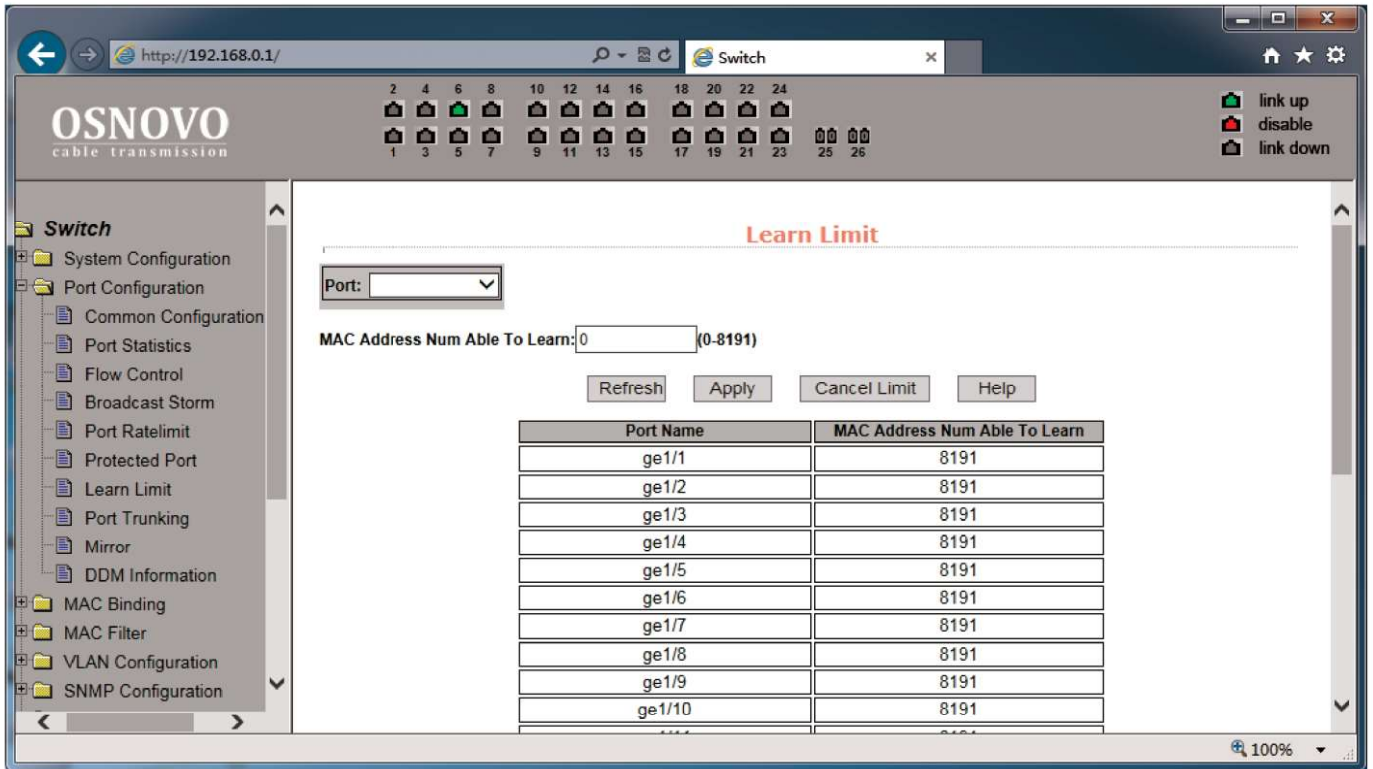 http://192.168.0.1/
Switch
OSNOVO
cable transmission
2 4 6 8 10 12 14 16 18 20 22 24
1 3 5 7 9 11 13 15 17 19 21 23 25 26
link up
disable
link down
Switch
System Configuration
Port Configuration
Common Configuration
Port Statistics
Flow Control
Broadcast Storm
Port Ratelimit
Protected Port
Learn Limit
Port Trunking
Mirror
DDM Information
MAC Binding
MAC Filter
VLAN Configuration
SNMP Configuration
Learn Limit
Port:
MAC Address Num Able To Learn: 0 (0-8191)
Refresh Apply Cancel Limit Help
Port Name MAC Address Num Able To Learn
ge1/1 8191
ge1/2 8191
ge1/3 8191
ge1/4 8191
ge1/5 8191
ge1/6 8191
ge1/7 8191
ge1/8 8191
ge1/9 8191
ge1/10 8191
100%